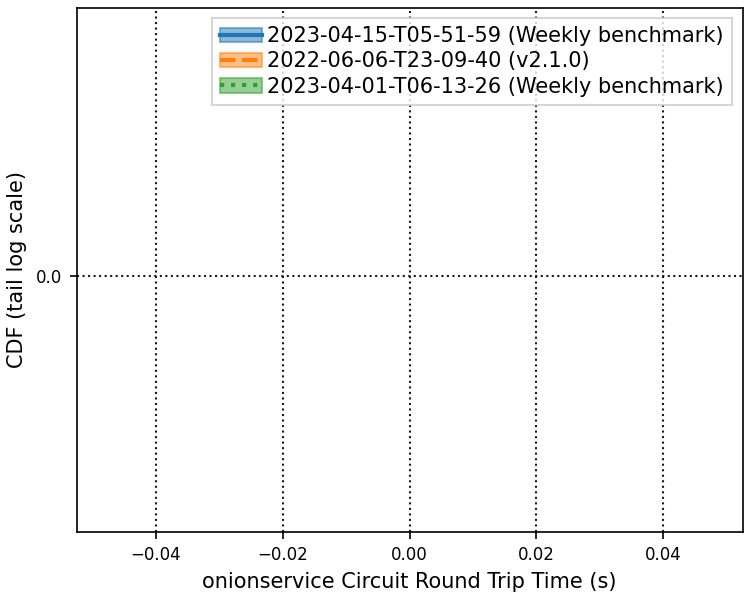 2023-04-15-T05-51-59 (Weekly benchmark)
2022-06-06-T23-09-40 (v2.1.0)
2023-04-01-T06-13-26 (Weekly benchmark)
CDF (tail log scale)
0.0
−0.04
−0.02
0.00
0.02
0.04
onionservice Circuit Round Trip Time (s)